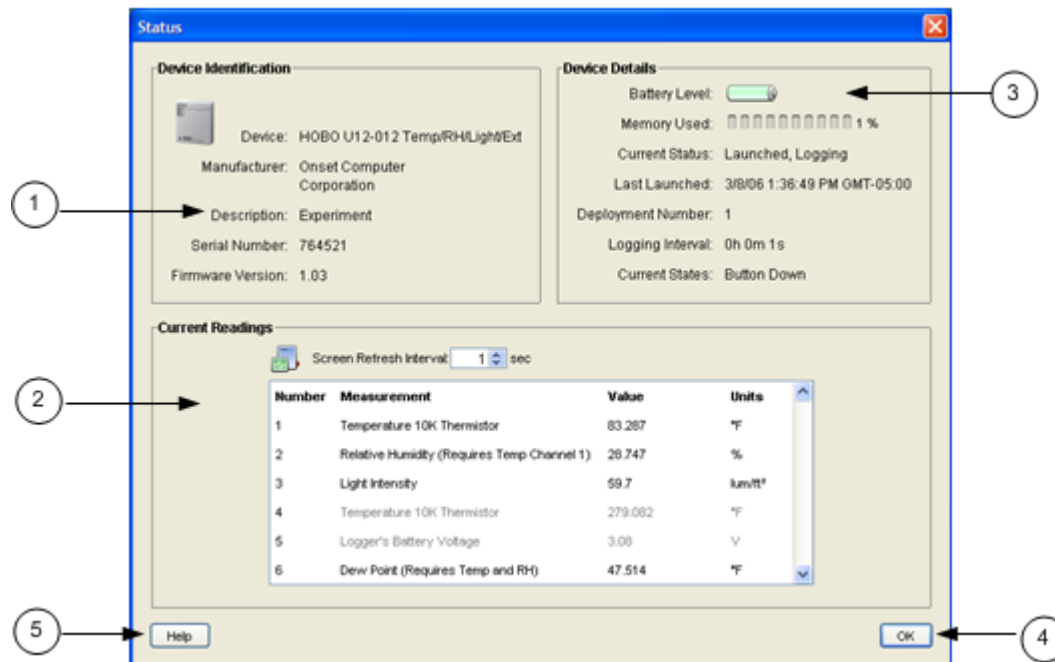 Status
Device Identification
Device: HOBO U12-012 Temp/RH/Light/Ext
Manufacturer: Onset Computer
Corporation
Description: Experiment
Serial Number: 764521
Firmware Version: 1.03
Device Details
Battery Level:
Memory Used: 1 %
Current Status: Launched, Logging
Last Launched: 3/8/06 1:36:49 PM GMT-05:00
Deployment Number: 1
Logging Interval: 0h 0m 1s
Current States: Button Down
1
3
Current Readings
Screen Refresh Interval: 1 sec
Number Measurement Value Units
1 Temperature 10K Thermistor 83.287 °F
2 Relative Humidity (Requires Temp Channel 1) 28.747 %
3 Light Intensity 59.7 lum/ft²
4 Temperature 10K Thermistor 279.082 °F
5 Logger's Battery Voltage 3.08 V
6 Dew Point (Requires Temp and RH) 47.514 °F
2
5
Help
OK
4